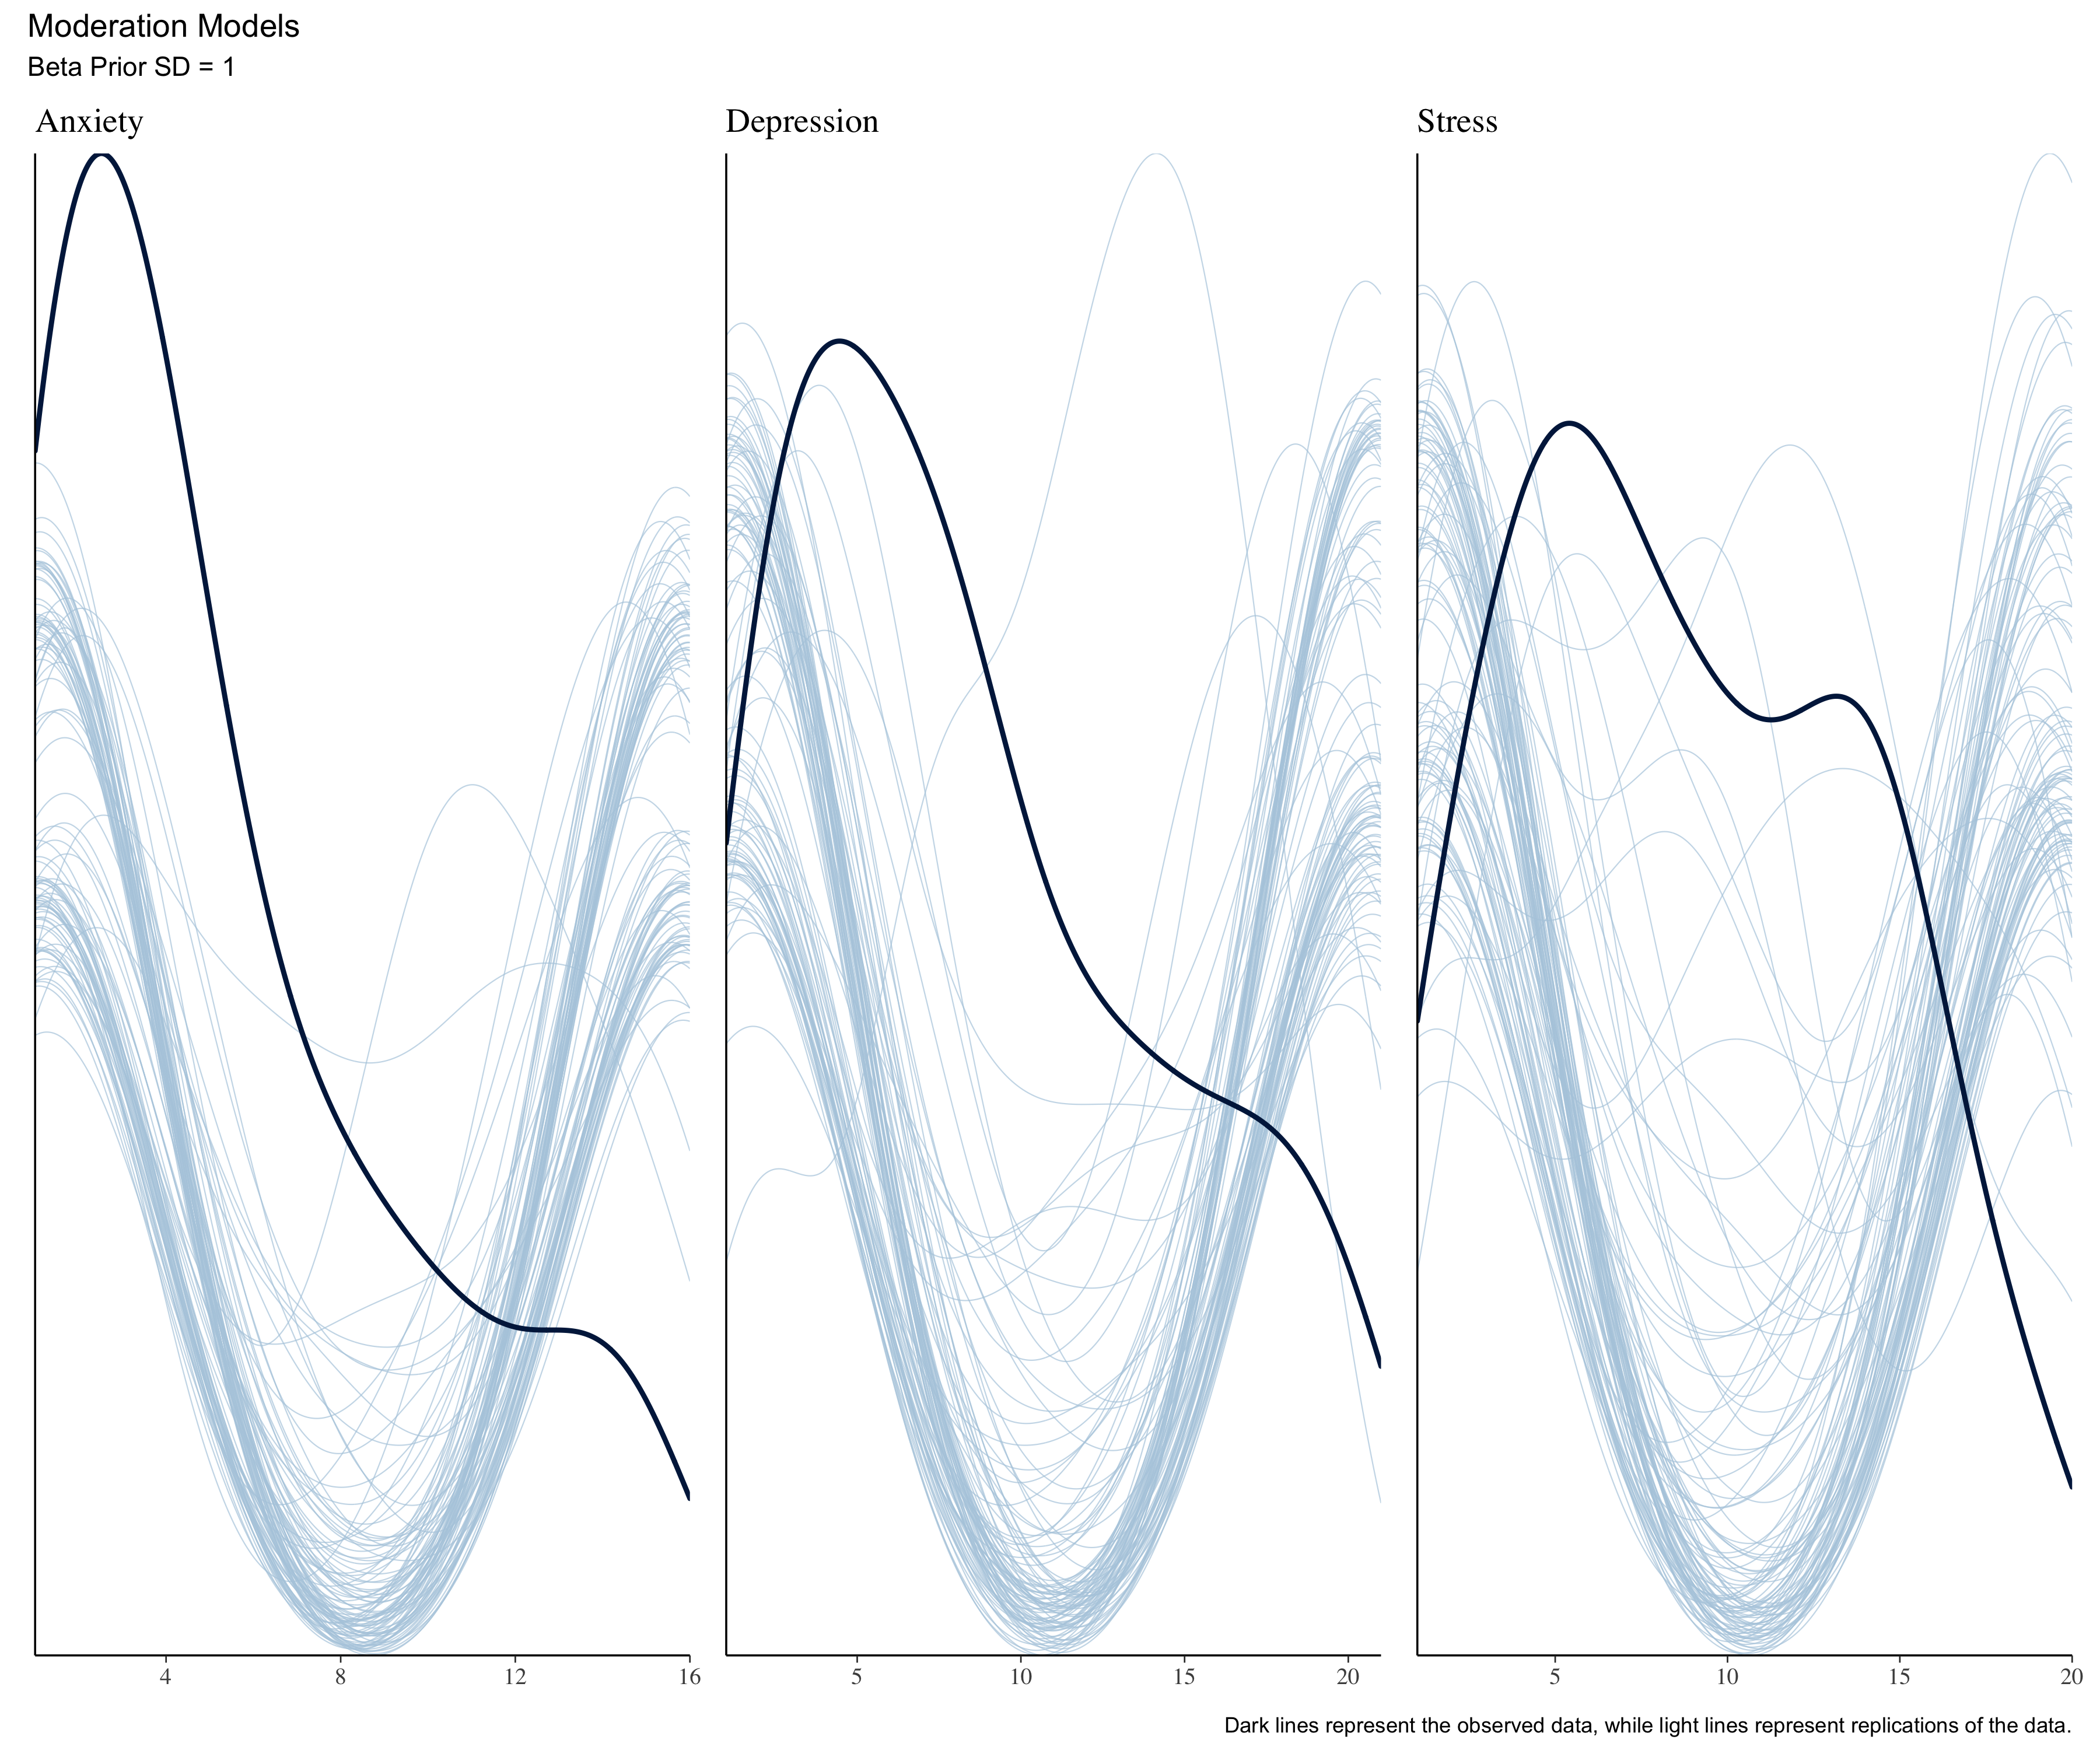 Moderation Models
Beta Prior SD = 1
Anxiety
Depression
Stress
4 8 12 16
5 10 15 20
5 10 15 20
Dark lines represent the observed data, while light lines represent replications of the data.